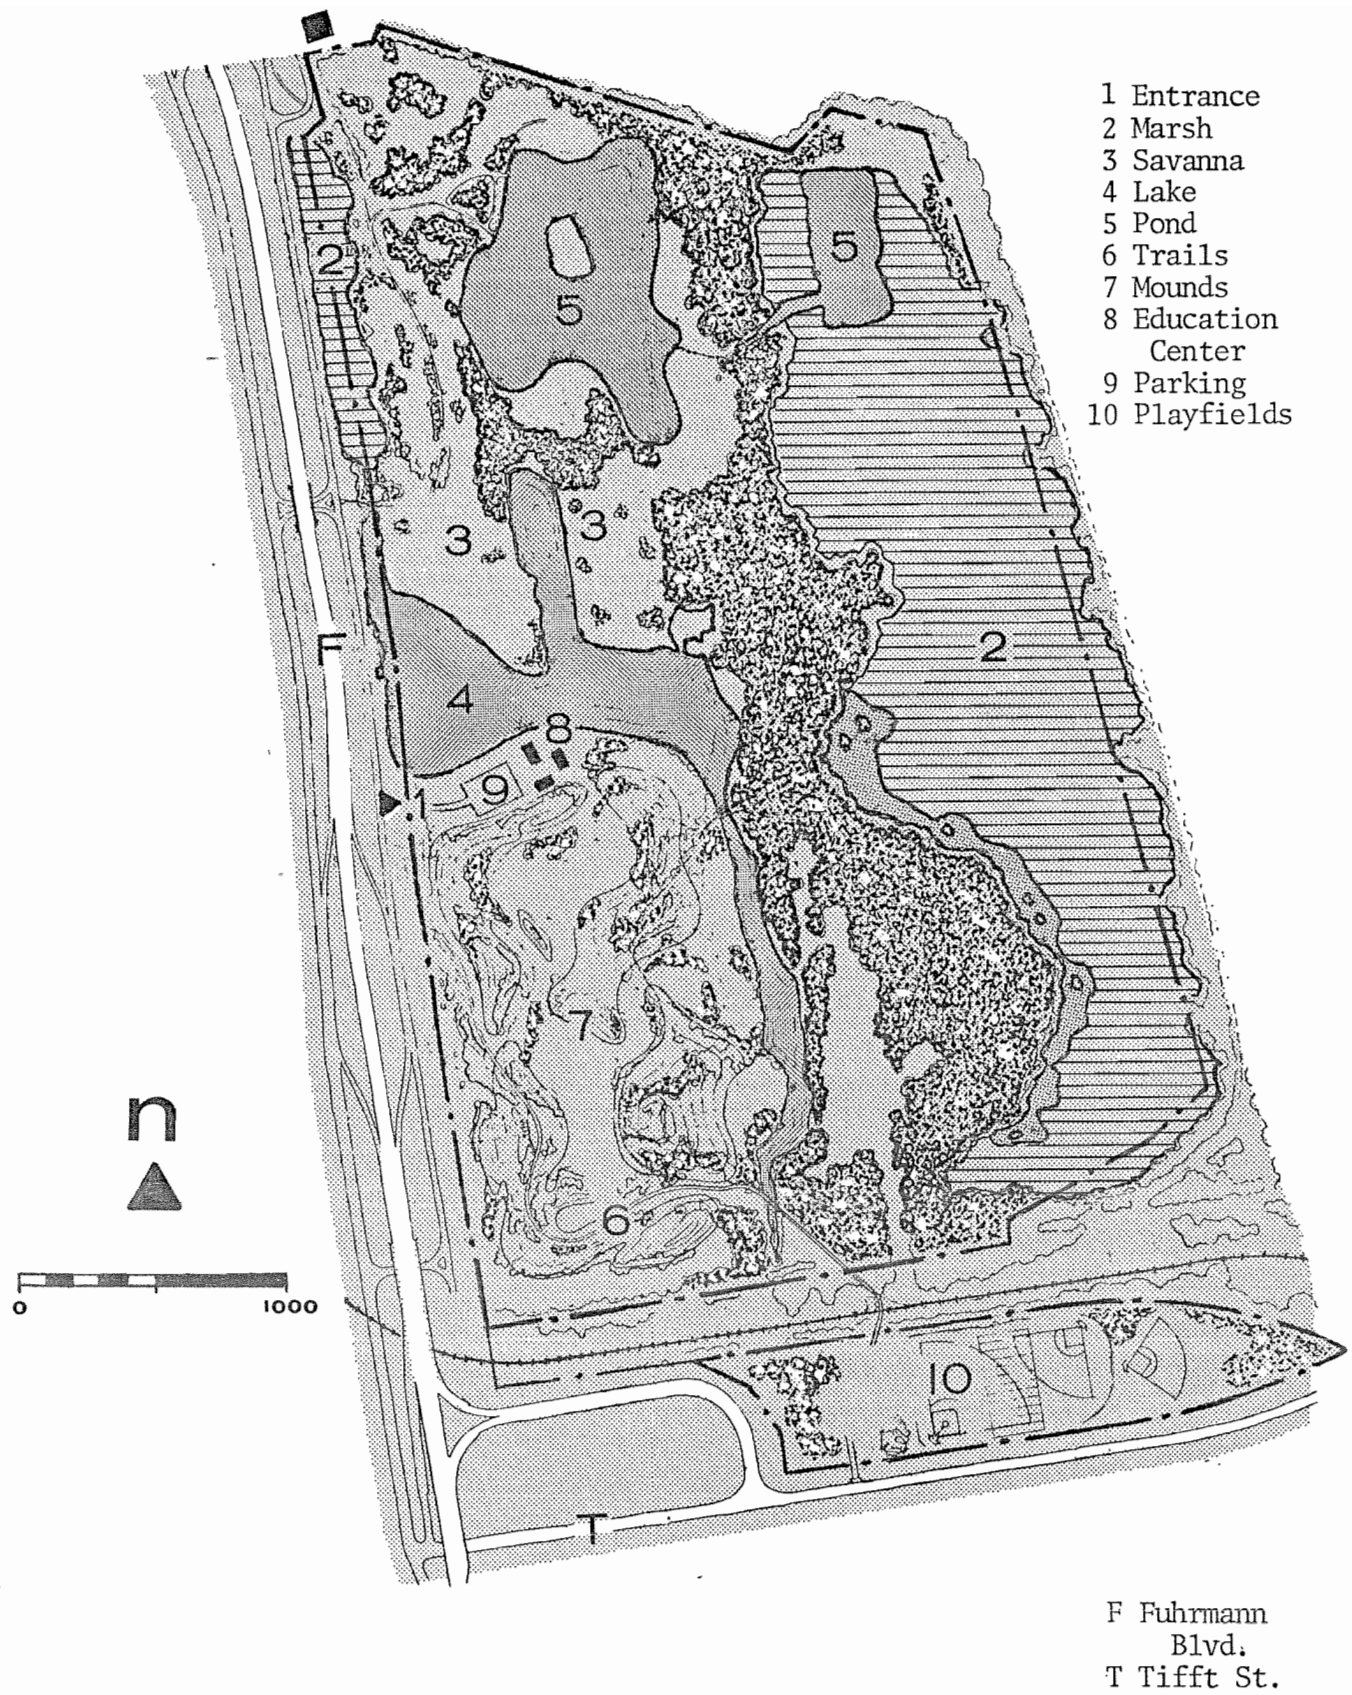 1 Entrance
2 Marsh
3 Savanna
4 Lake
5 Pond
6 Trails
7 Mounds
8 Education
Center
9 Parking
10 Playfields
2
5
5
3
3
F
2
4
8
9
1
7
n
6
0 1000
10
T
F Fuhrmann
Blvd.
T Tifft St.